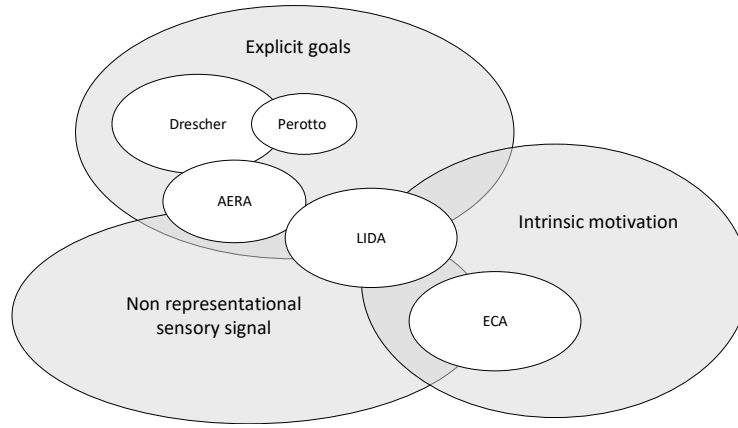 Explicit goals
Drescher
Perotto
AERA
LIDA
Intrinsic motivation
Non representational
sensory signal
ECA